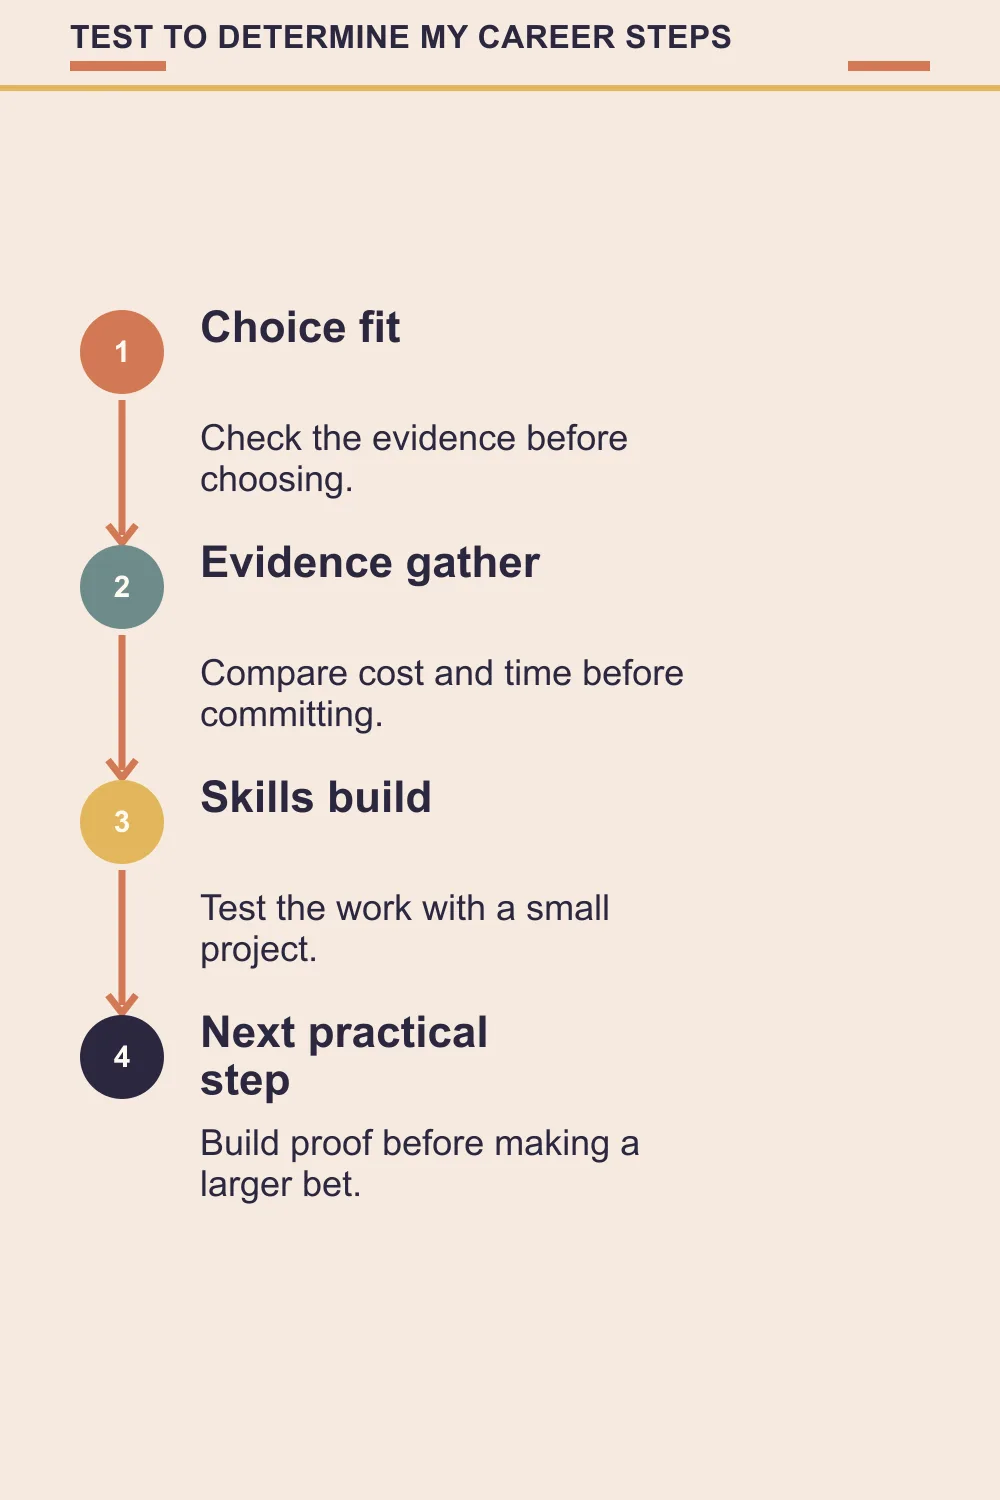 TEST TO DETERMINE MY CAREER STEPS
1
Choice fit
Check the evidence before
choosing.
2
Evidence gather
Compare cost and time before
committing.
3
Skills build
Test the work with a small
project.
4
Next practical
step
Build proof before making a
larger bet.